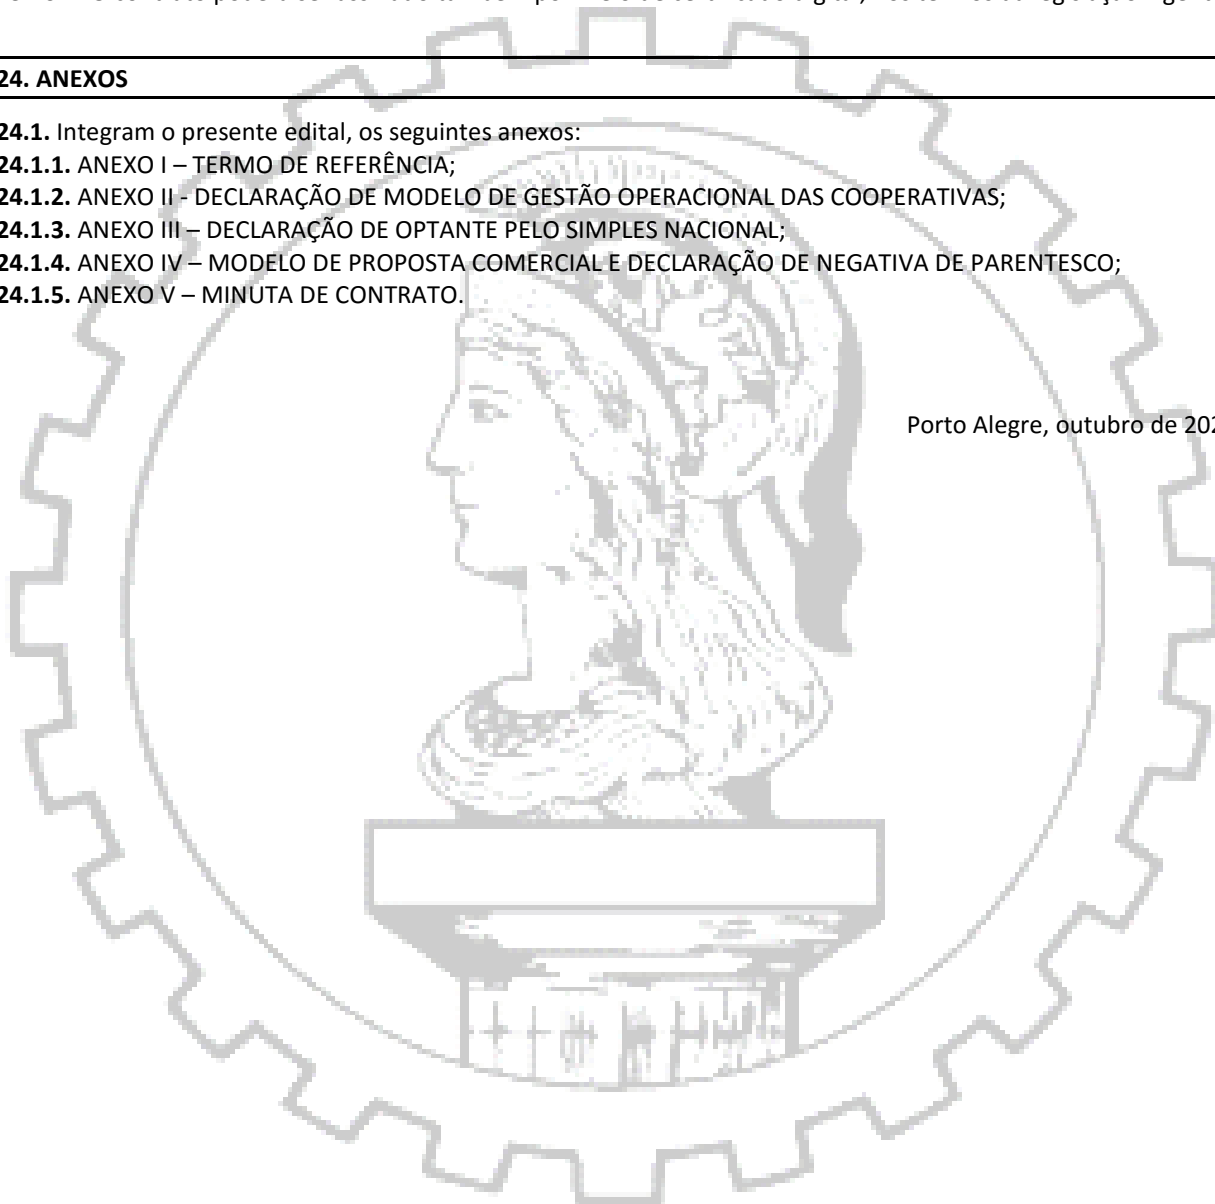 24. ANEXOS
24.1. Integram o presente edital, os seguintes anexos:
24.1.1. ANEXO I – TERMO DE REFERÊNCIA;
24.1.2. ANEXO II - DECLARAÇÃO DE MODELO DE GESTÃO OPERACIONAL DAS COOPERATIVAS;
24.1.3. ANEXO III – DECLARAÇÃO DE OPTANTE PELO SIMPLES NACIONAL;
24.1.4. ANEXO IV – MODELO DE PROPOSTA COMERCIAL E DECLARAÇÃO DE NEGATIVA DE PARENTESCO;
24.1.5. ANEXO V – MINUTA DE CONTRATO.
Porto Alegre, outubro de 202